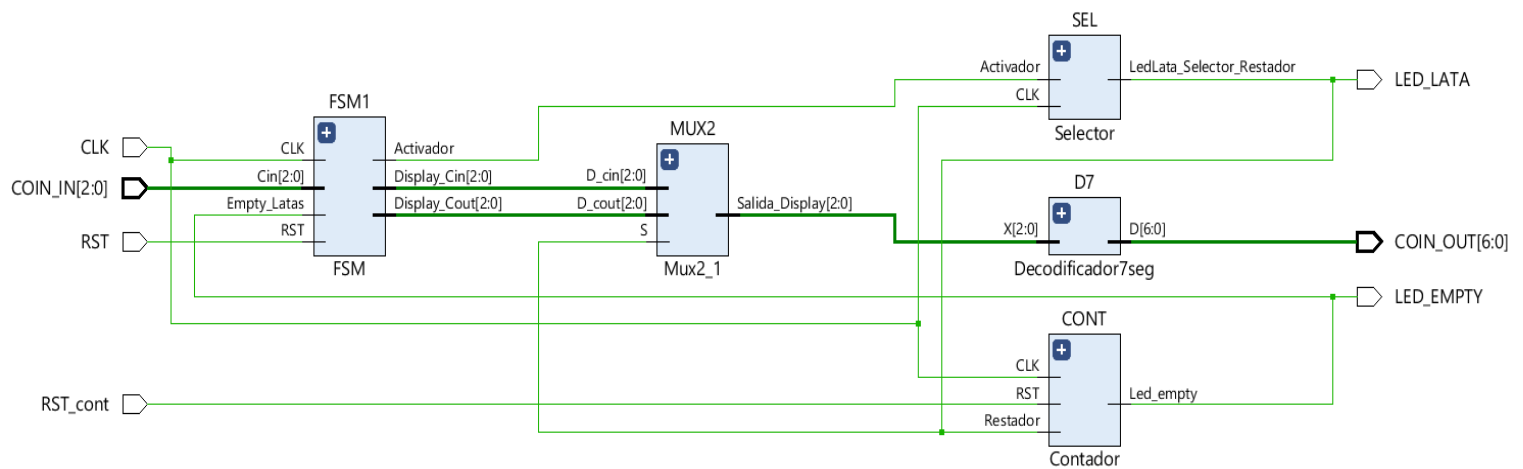 SEL
Activador
LedLata_Selector_Restador
LED_LATA
CLK
Selector
FSM1
CLK
CLK
Activador
COIN_IN[2:0]
Cin[2:0]
Display_Cin[2:0]
Empty_Latas
Display_Cout[2:0]
RST
RST
FSM
MUX2
D_cin[2:0]
D_cout[2:0]
Salida_Display[2:0]
S
Mux2_1
D7
X[2:0]
D[6:0]
COIN_OUT[6:0]
Decodificador7seg
LED_EMPTY
CONT
CLK
RST_cont
RST
Led_empty
Restador
Contador